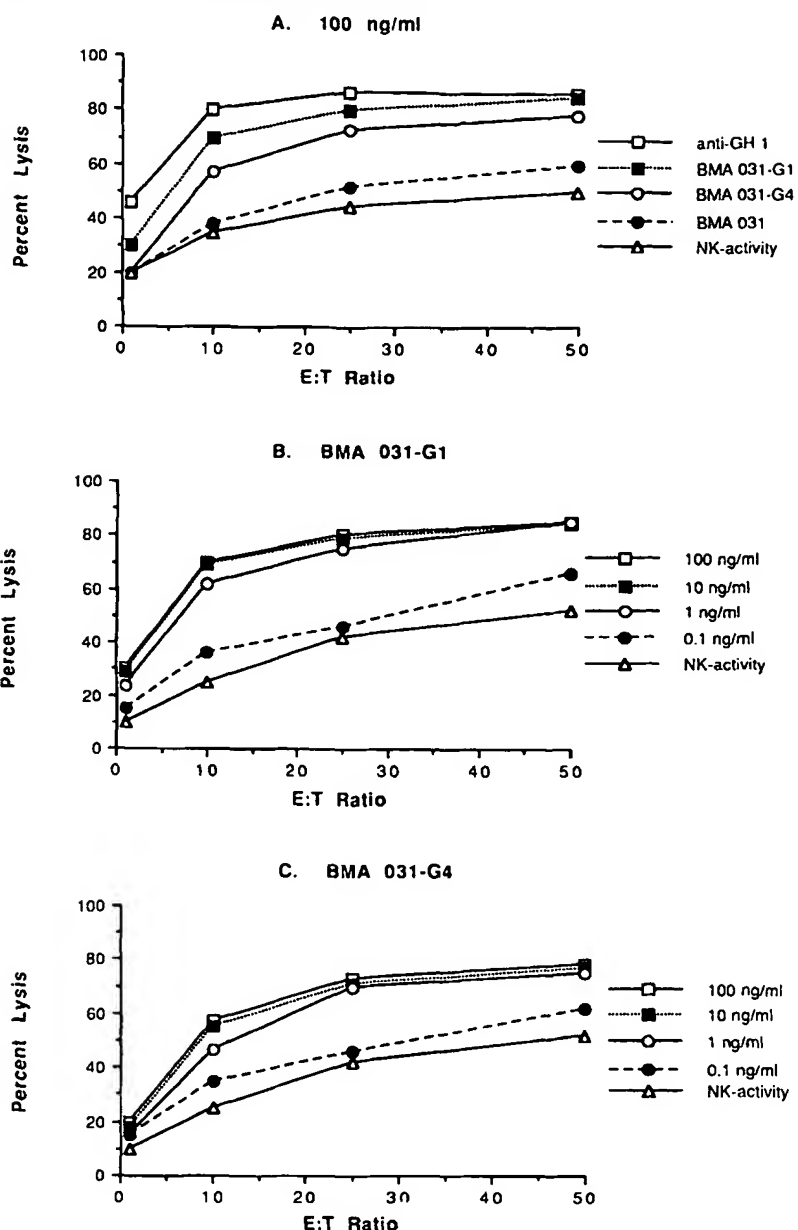 A. 100 ng/ml
Percent Lysis
100
80
60
40
20
0
0 10 20 30 40 50
E:T Ratio
anti-GH 1
BMA 031-G1
BMA 031-G4
BMA 031
NK-activity
B. BMA 031-G1
Percent Lysis
100
80
60
40
20
0
0 10 20 30 40 50
E:T Ratio
100 ng/ml
10 ng/ml
1 ng/ml
0.1 ng/ml
NK-activity
C. BMA 031-G4
Percent Lysis
100
80
60
40
20
0
0 10 20 30 40 50
E:T Ratio
100 ng/ml
10 ng/ml
1 ng/ml
0.1 ng/ml
NK-activity